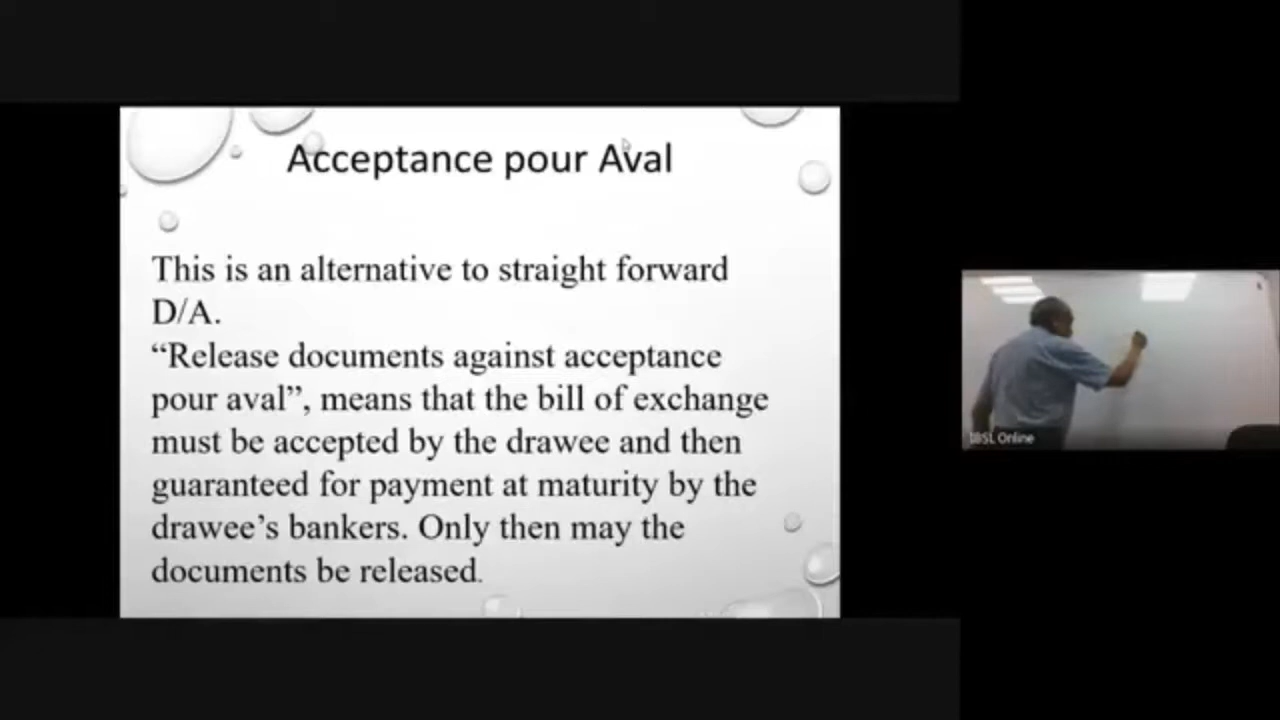 Acceptance pour Aval
This is an alternative to straight forward
D/A.
“Release documents against acceptance
pour aval”, means that the bill of exchange
must be accepted by the drawee and then
guaranteed for payment at maturity by the
drawee’s bankers. Only then may the
documents be released.
IBSL Online